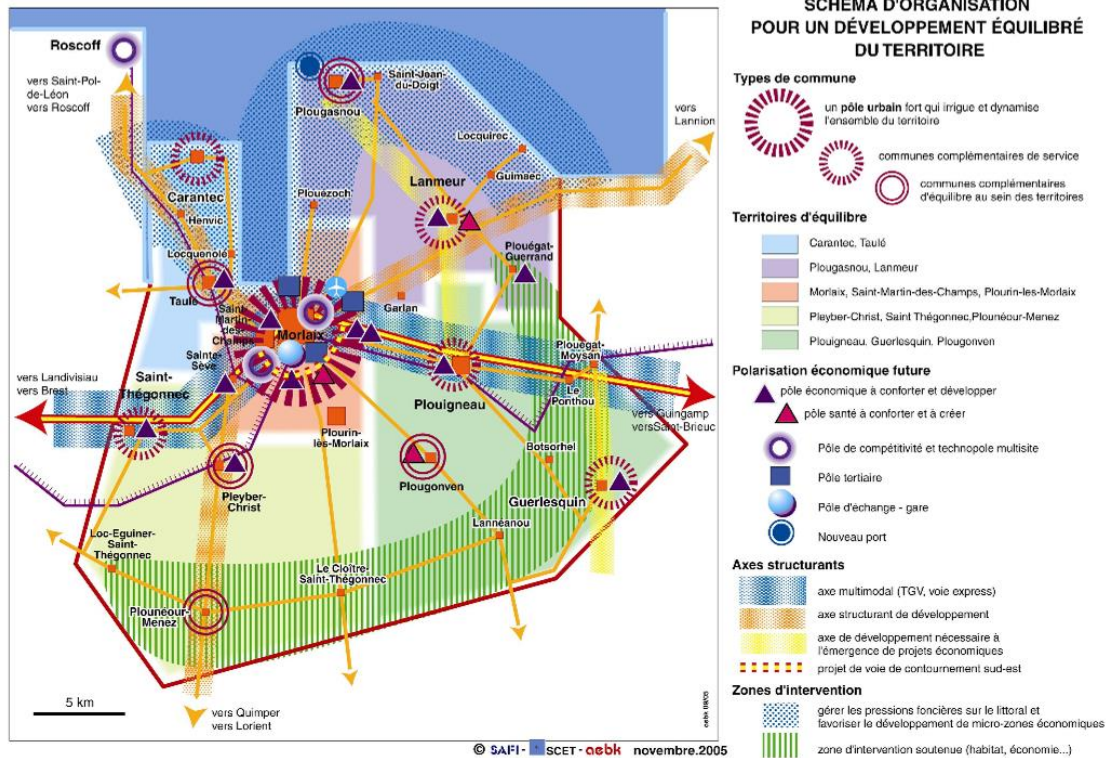 SCHÉMA D'ORGANISATION
POUR UN DÉVELOPPEMENT ÉQUILIBRÉ
DU TERRITOIRE
Types de commune
un pôle urbain fort qui irrigue et dynamise
l'ensemble du territoire
communes complémentaires de service
communes complémentaires
d'équilibre au sein des territoires
Territoires d'équilibre
Carantec, Taulé
Plougasnou, Lanmeur
Morlaix, Saint-Martin-des-Champs, Plourin-les-Morlaix
Pleyber-Christ, Saint Thégonnec,Plounéour-Menez
Plouigneau, Guerlesquin, Plougonven
Polarisation économique future
pôle économique à conforter et développer
pôle santé à conforter et à créer
Pôle de compétitivité et technopole multisite
Pôle tertiaire
Pôle d'échange - gare
Nouveau port
Axes structurants
axe multimodal (TGV, voie express)
axe structurant de développement
axe de développement nécessaire à
l'émergence de projets économiques
projet de voie de contournement sud-est
Zones d'intervention
gérer les pressions foncières sur le littoral et
favoriser le développement de micro-zones économiques
zone d'intervention soutenue (habitat, économie...)
Roscoff
vers Saint-Pol-
de-Léon
vers Roscoff
Saint-Jean-
du-Doigt
Plougasnou
vers
Lannion
Locquirec
Guimaec
Lanmeur
Carantec
Plouézoch
Henvic
Locquenolé
Plouégat-
Guerrand
Taulé
Garlan
Saint-
Martin-
des-
Champs
Morlaix
Sainte-
Sève
Plouegat-
Moysan
vers Landivisiau
vers Brest
Saint-
Thégonnec
Plouigneau
Le
Ponthou
vers Guingamp
versSaint-Brieuc
Plourin-
lès-Morlaix
Botsorhel
Pleyber-
Christ
Plougonven
Guerlesquin
Lannéanou
Loc-Eguiner-
Saint-
Thégonnec
Le Cloître-
Saint-Thégonnec
Plounéour-
Menez
5 km
vers Quimper
vers Lorient
aebk 09/05
© SAFI - SCET - aebk novembre.2005